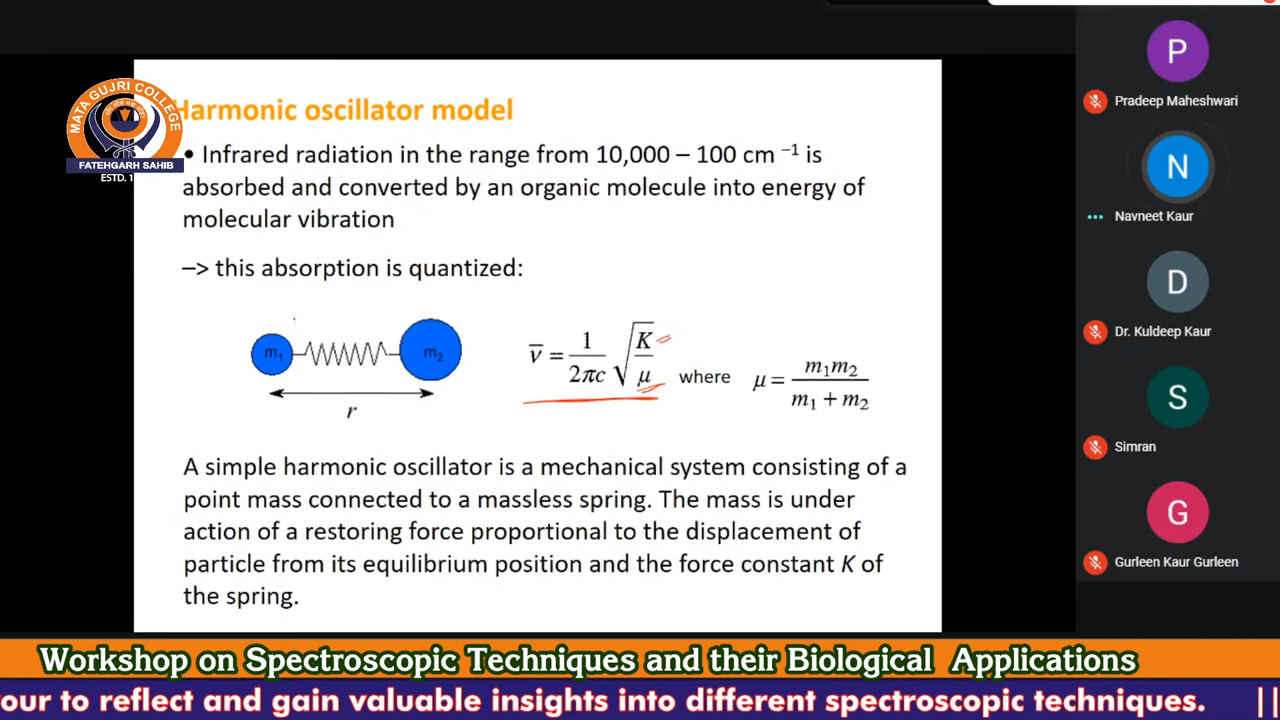 MATA GUJRI COLLEGE
FATEHGARH SAHIB
ESTD. 1
Harmonic oscillator model
• Infrared radiation in the range from 10,000 – 100 cm ⁻¹ is
absorbed and converted by an organic molecule into energy of
molecular vibration
–> this absorption is quantized:
m₁ m₂
r
ν̅ = 1/2πc √K/μ where μ = m₁m₂/m₁ + m₂
A simple harmonic oscillator is a mechanical system consisting of a
point mass connected to a massless spring. The mass is under
action of a restoring force proportional to the displacement of
particle from its equilibrium position and the force constant K of
the spring.
P
Pradeep Maheshwari
N
Navneet Kaur
D
Dr. Kuldeep Kaur
S
Simran
G
Gurleen Kaur Gurleen
Workshop on Spectroscopic Techniques and their Biological Applications
our to reflect and gain valuable insights into different spectroscopic techniques. ||